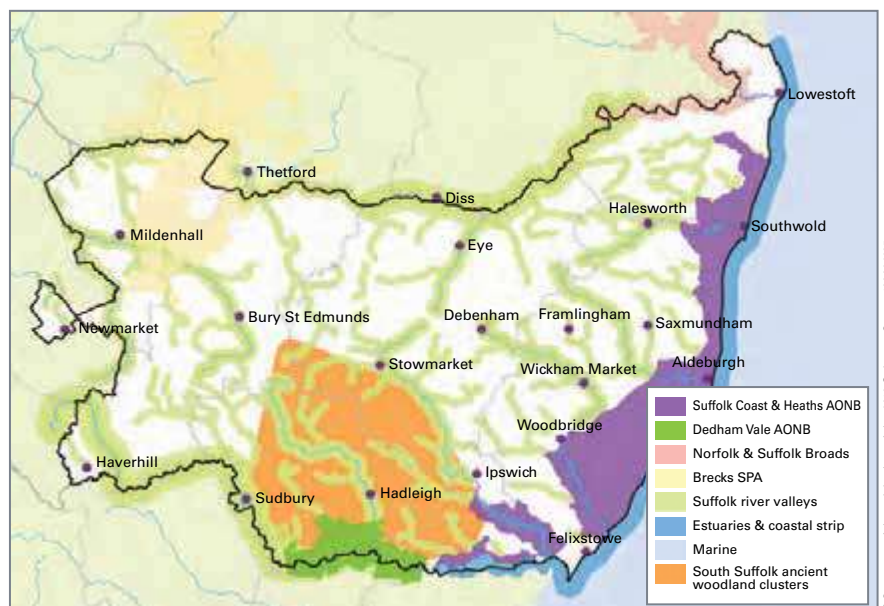 Lowestoft
Thetford
Diss
Halesworth
Southwold
Mildenhall
Eye
Bury St Edmunds
Debenham
Framlingham
Saxmundham
Newmarket
Stowmarket
Wickham Market
Aldeburgh
Woodbridge
Haverhill
Ipswich
Sudbury
Hadleigh
Felixstowe
Suffolk Coast & Heaths AONB
Dedham Vale AONB
Norfolk & Suffolk Broads
Brecks SPA
Suffolk river valleys
Estuaries & coastal strip
Marine
South Suffolk ancient
woodland clusters